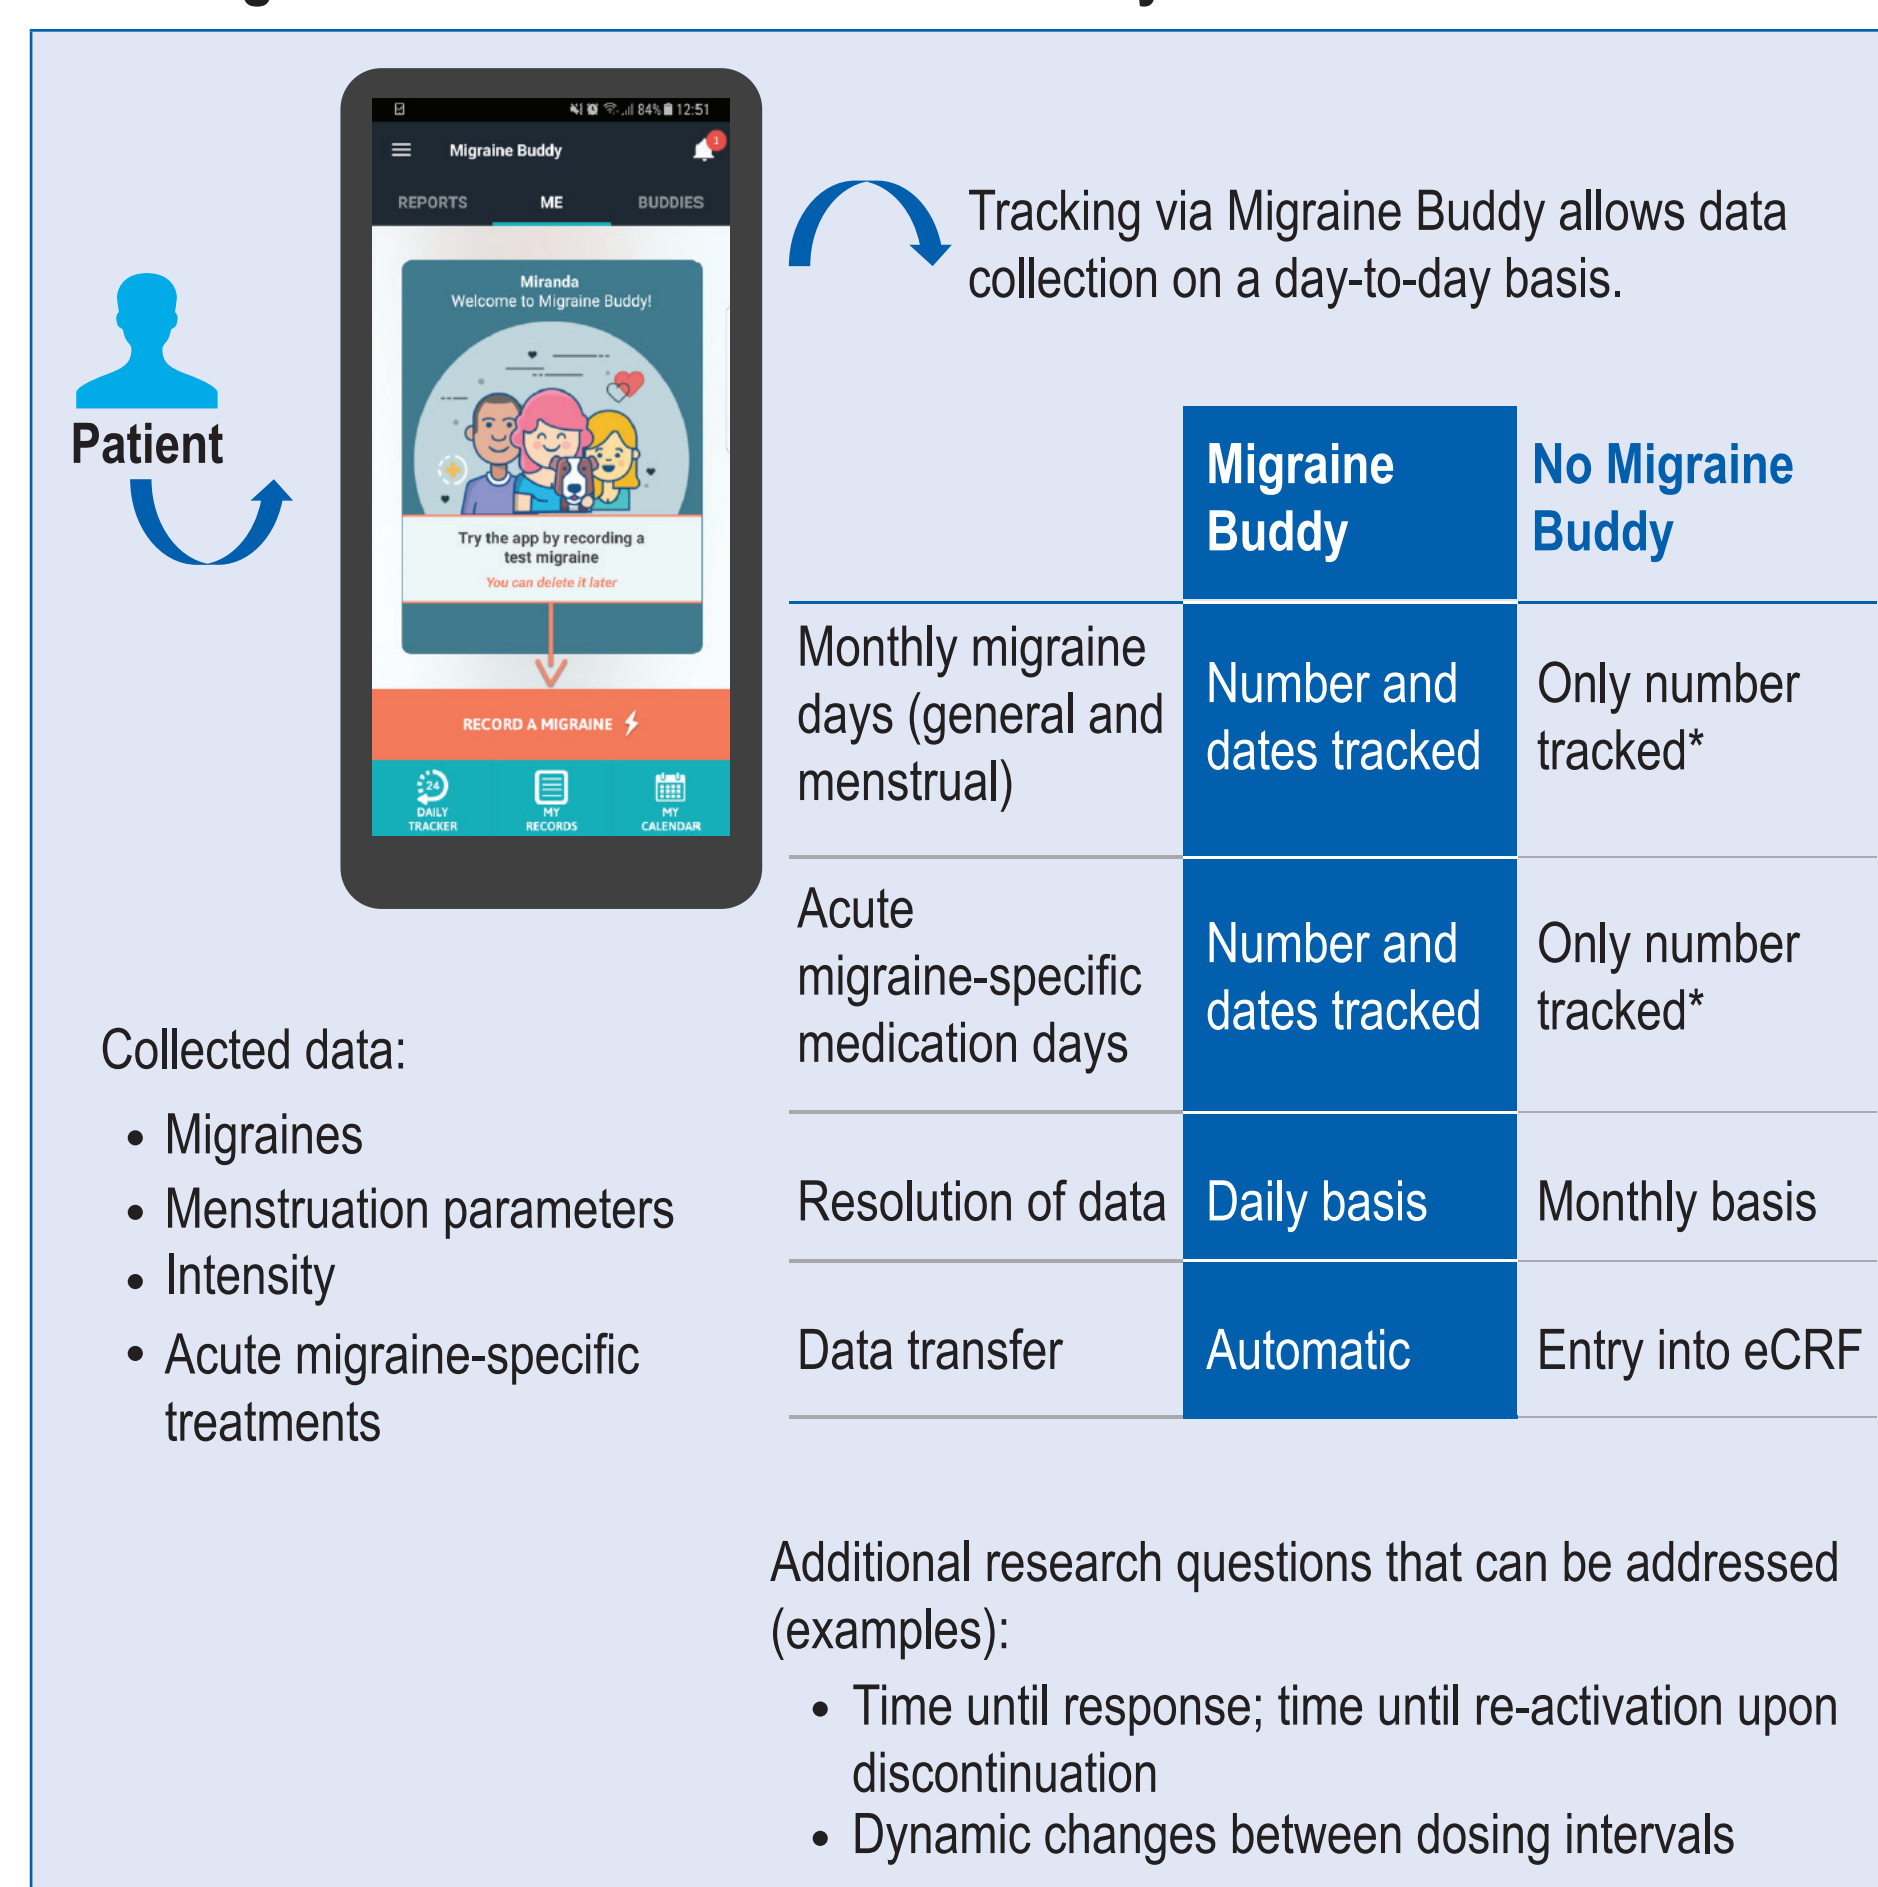 84% 12:51
Migraine Buddy
1
REPORTS ME BUDDIES
Miranda
Welcome to Migraine Buddy!
Try the app by recording a
test migraine
You can delete it later
RECORD A MIGRAINE
24
DAILY
TRACKER
MY
RECORDS
MY
CALENDAR
Patient
Tracking via Migraine Buddy allows data
collection on a day-to-day basis.
Migraine
Buddy
No Migraine
Buddy
Monthly migraine
days (general and
menstrual)
Number and
dates tracked
Only number
tracked*
Acute
migraine-specific
medication days
Number and
dates tracked
Only number
tracked*
Resolution of data
Daily basis
Monthly basis
Data transfer
Automatic
Entry into eCRF
Collected data:
• Migraines
• Menstruation parameters
• Intensity
• Acute migraine-specific
treatments
Additional research questions that can be addressed
(examples):
• Time until response; time until re-activation upon
discontinuation
• Dynamic changes between dosing intervals